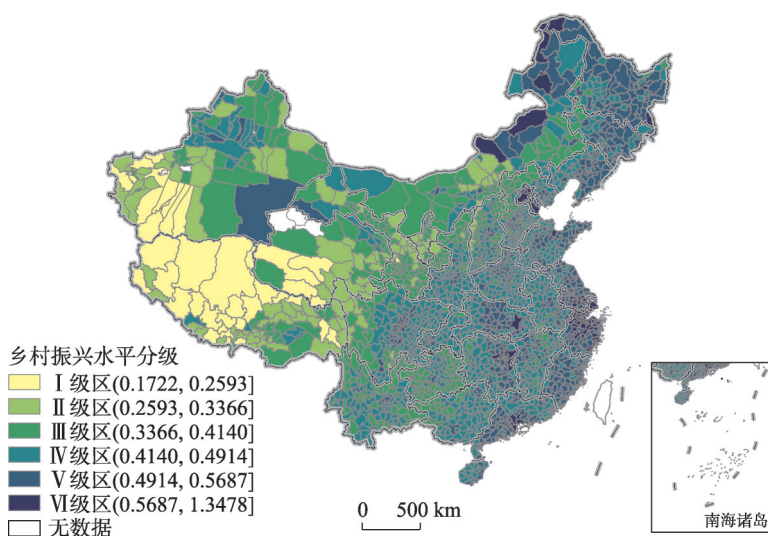 乡村振兴水平分级
Ⅰ级区(0.1722, 0.2593]
Ⅱ级区(0.2593, 0.3366]
Ⅲ级区(0.3366, 0.4140]
Ⅳ级区(0.4140, 0.4914]
Ⅴ级区(0.4914, 0.5687]
Ⅵ级区(0.5687, 1.3478]
无数据
0 500 km
南海诸岛